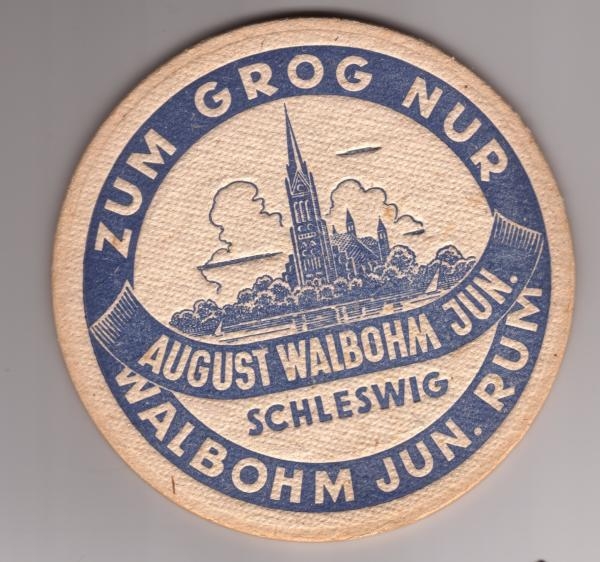 ZUM GROG NUR
AUGUST WALBOHM JUN.
SCHLESWIG
WALBOHM JUN. RUM